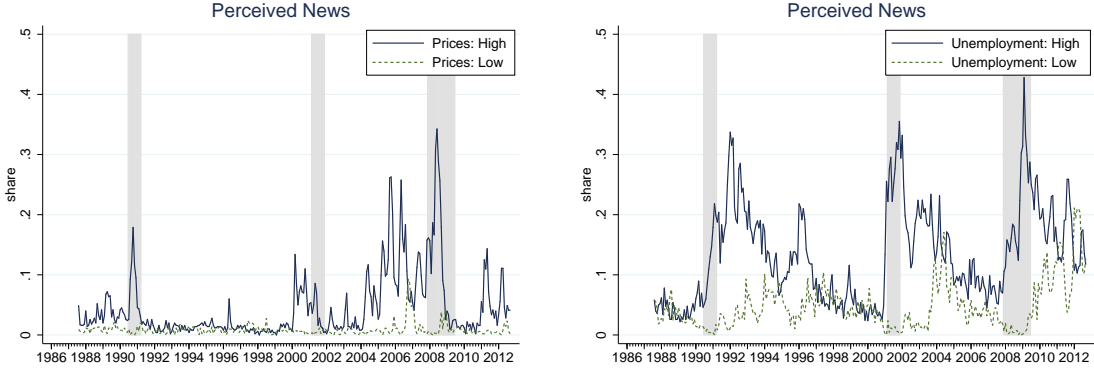 Perceived News
Prices: High
Prices: Low
share
.5
.4
.3
.2
.1
0
1986 1988 1990 1992 1994 1996 1998 2000 2002 2004 2006 2008 2010 2012
Perceived News
Unemployment: High
Unemployment: Low
share
.5
.4
.3
.2
.1
0
1986 1988 1990 1992 1994 1996 1998 2000 2002 2004 2006 2008 2010 2012